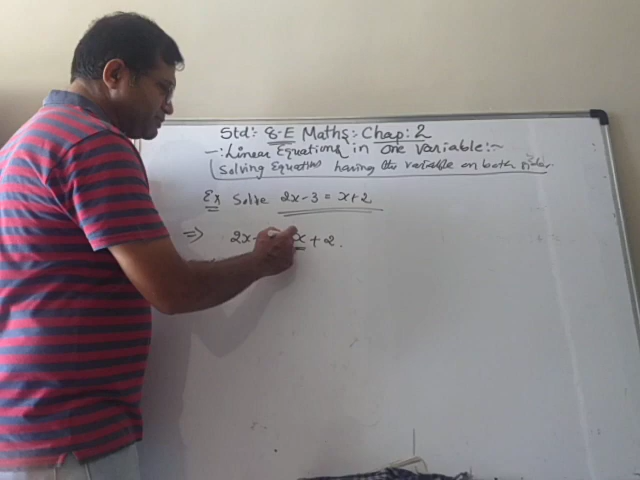 Std:- 8-E Maths:- Chap: 2
-:Linear Equations in one variable:-
Solving Equations having the variable on both sides.
Ex Solve 2x-3 = x+2
⇒ 2x- x + 2.